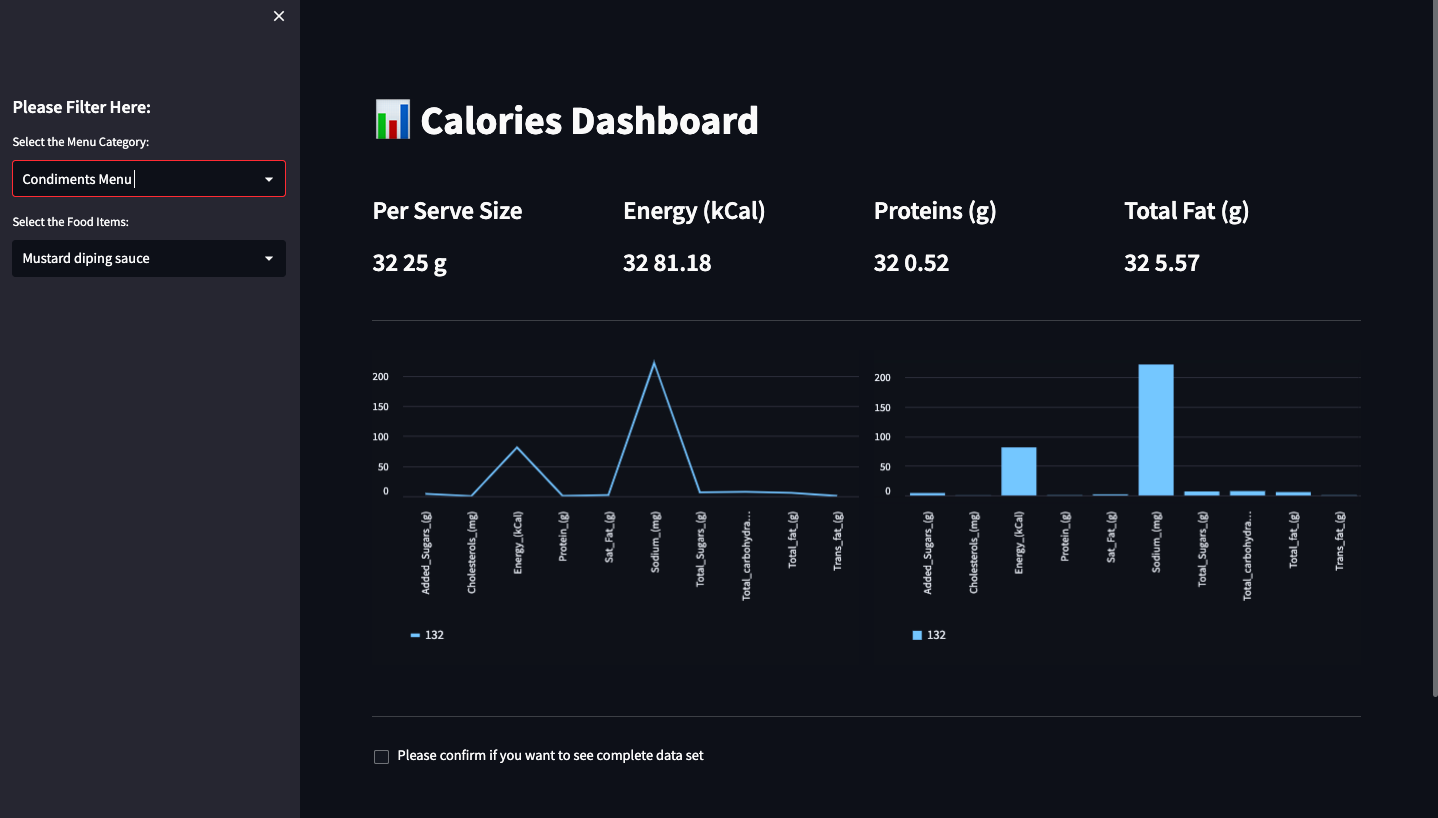 ×
Please Filter Here:
Select the Menu Category:
Condiments Menu
Select the Food Items:
Mustard diping sauce
📊 Calories Dashboard
Per Serve Size
32 25 g
Energy (kCal)
32 81.18
Proteins (g)
32 0.52
Total Fat (g)
32 5.57
200
150
100
50
0
Added_Sugars_(g)
Cholesterols_(mg)
Energy_(kCal)
Protein_(g)
Sat_Fat_(g)
Sodium_(mg)
Total_Sugars_(g)
Total_carbohydra...
Total_fat_(g)
Trans_fat_(g)
132
200
150
100
50
0
Added_Sugars_(g)
Cholesterols_(mg)
Energy_(kCal)
Protein_(g)
Sat_Fat_(g)
Sodium_(mg)
Total_Sugars_(g)
Total_carbohydra...
Total_fat_(g)
Trans_fat_(g)
132
Please confirm if you want to see complete data set